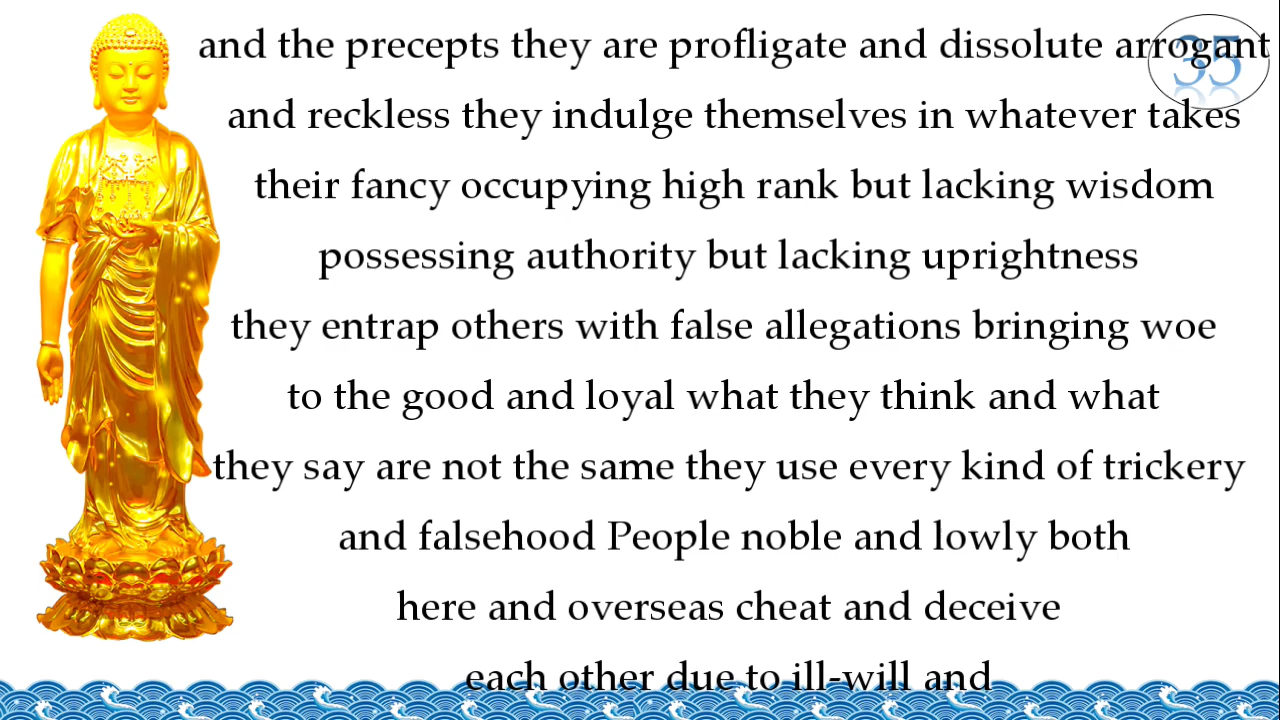 and the precepts they are profligate and dissolute arrogant
35
and reckless they indulge themselves in whatever takes
their fancy occupying high rank but lacking wisdom
possessing authority but lacking uprightness
they entrap others with false allegations bringing woe
to the good and loyal what they think and what
they say are not the same they use every kind of trickery
and falsehood People noble and lowly both
here and overseas cheat and deceive
each other due to ill-will and